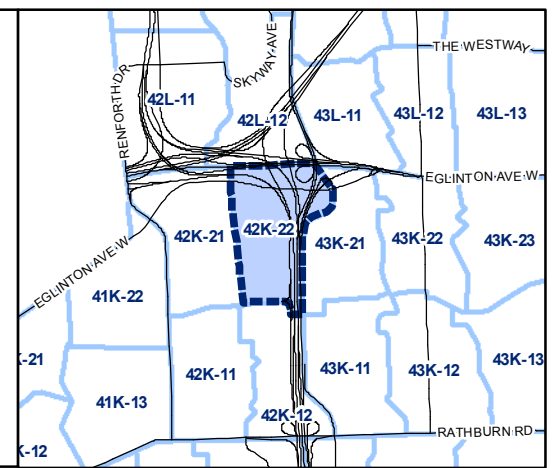 THE WESTWAY
SKYWAY AVE
RENFORTH DR
42L-11
42L-12
43L-11
43L-12
43L-13
EGLINTON AVE W
42K-21
42K-22
43K-21
43K-22
43K-23
EGLINTON AVE W
41K-22
-21
42K-11
43K-11
43K-12
43K-13
41K-13
42K-12
RATHBURN RD
K-12